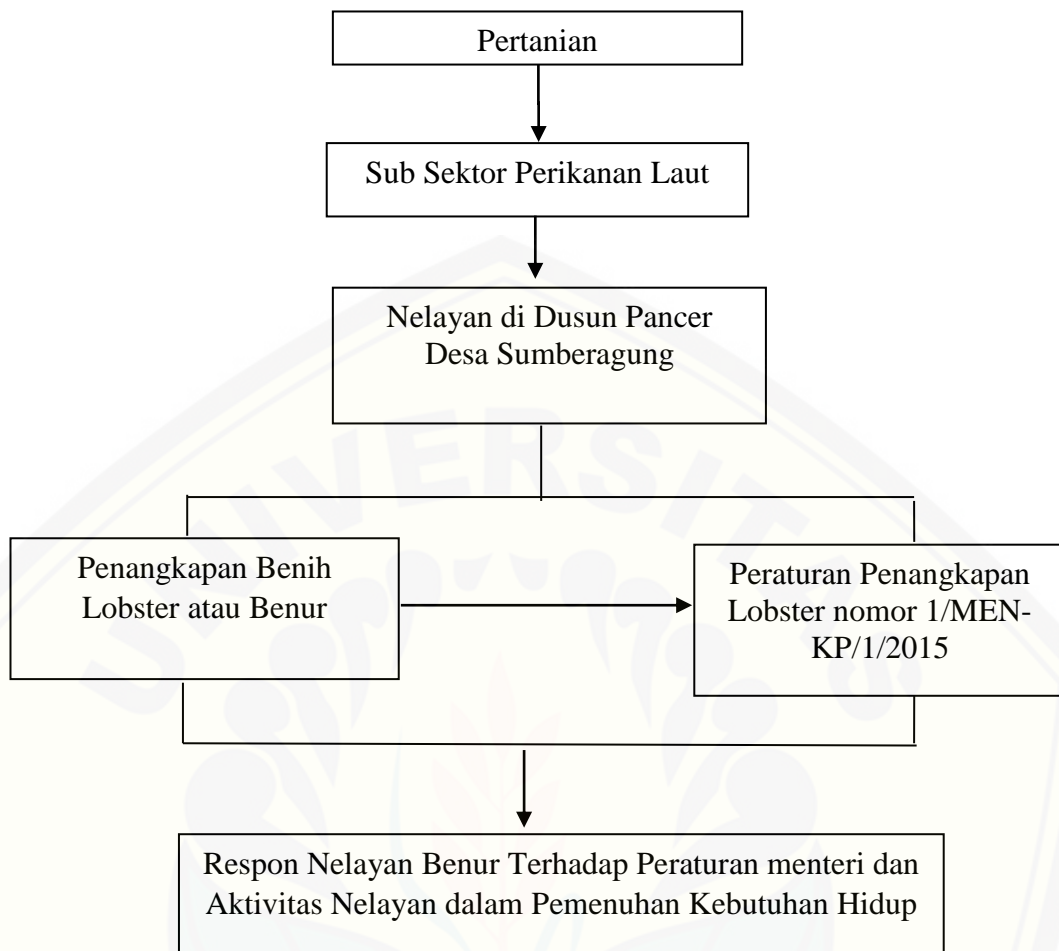 Pertanian
Sub Sektor Perikanan Laut
Nelayan di Dusun Pancer
Desa Sumberagung
UNIVERSITAS
Penangkapan Benih
Lobster atau Benur
Peraturan Penangkapan
Lobster nomor 1/MEN-
KP/1/2015
Respon Nelayan Benur Terhadap Peraturan menteri dan
Aktivitas Nelayan dalam Pemenuhan Kebutuhan Hidup